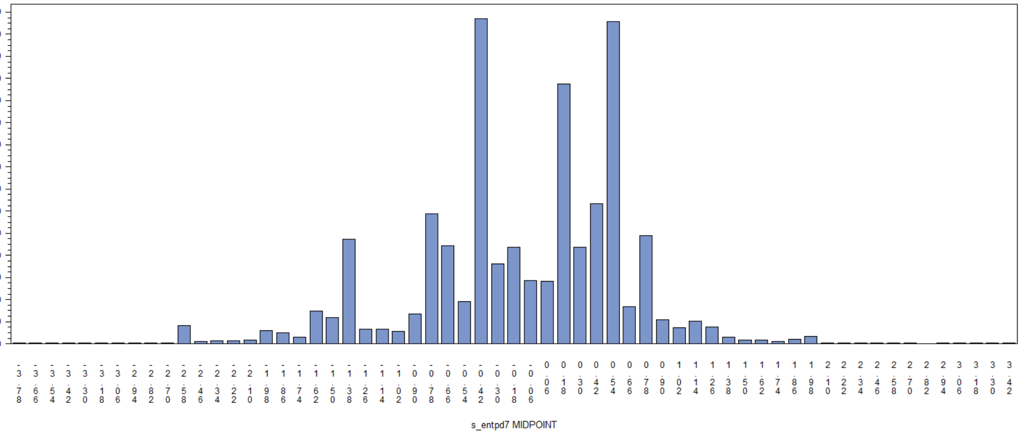 -3.78 -3.66 -3.54 -3.42 -3.30 -3.18 -3.06 -2.94 -2.82 -2.70 -2.58 -2.46 -2.34 -2.22 -2.10 -1.98 -1.86 -1.74 -1.62 -1.50 -1.38 -1.26 -1.14 -1.02 -0.90 -0.78 -0.66 -0.54 -0.42 -0.30 -0.18 -0.06 0.06 0.18 0.30 0.42 0.54 0.66 0.78 0.90 1.02 1.14 1.26 1.38 1.50 1.62 1.74 1.86 1.98 2.10 2.22 2.34 2.46 2.58 2.70 2.82 2.94 3.06 3.18 3.30 3.42
s_entpd7 MIDPOINT